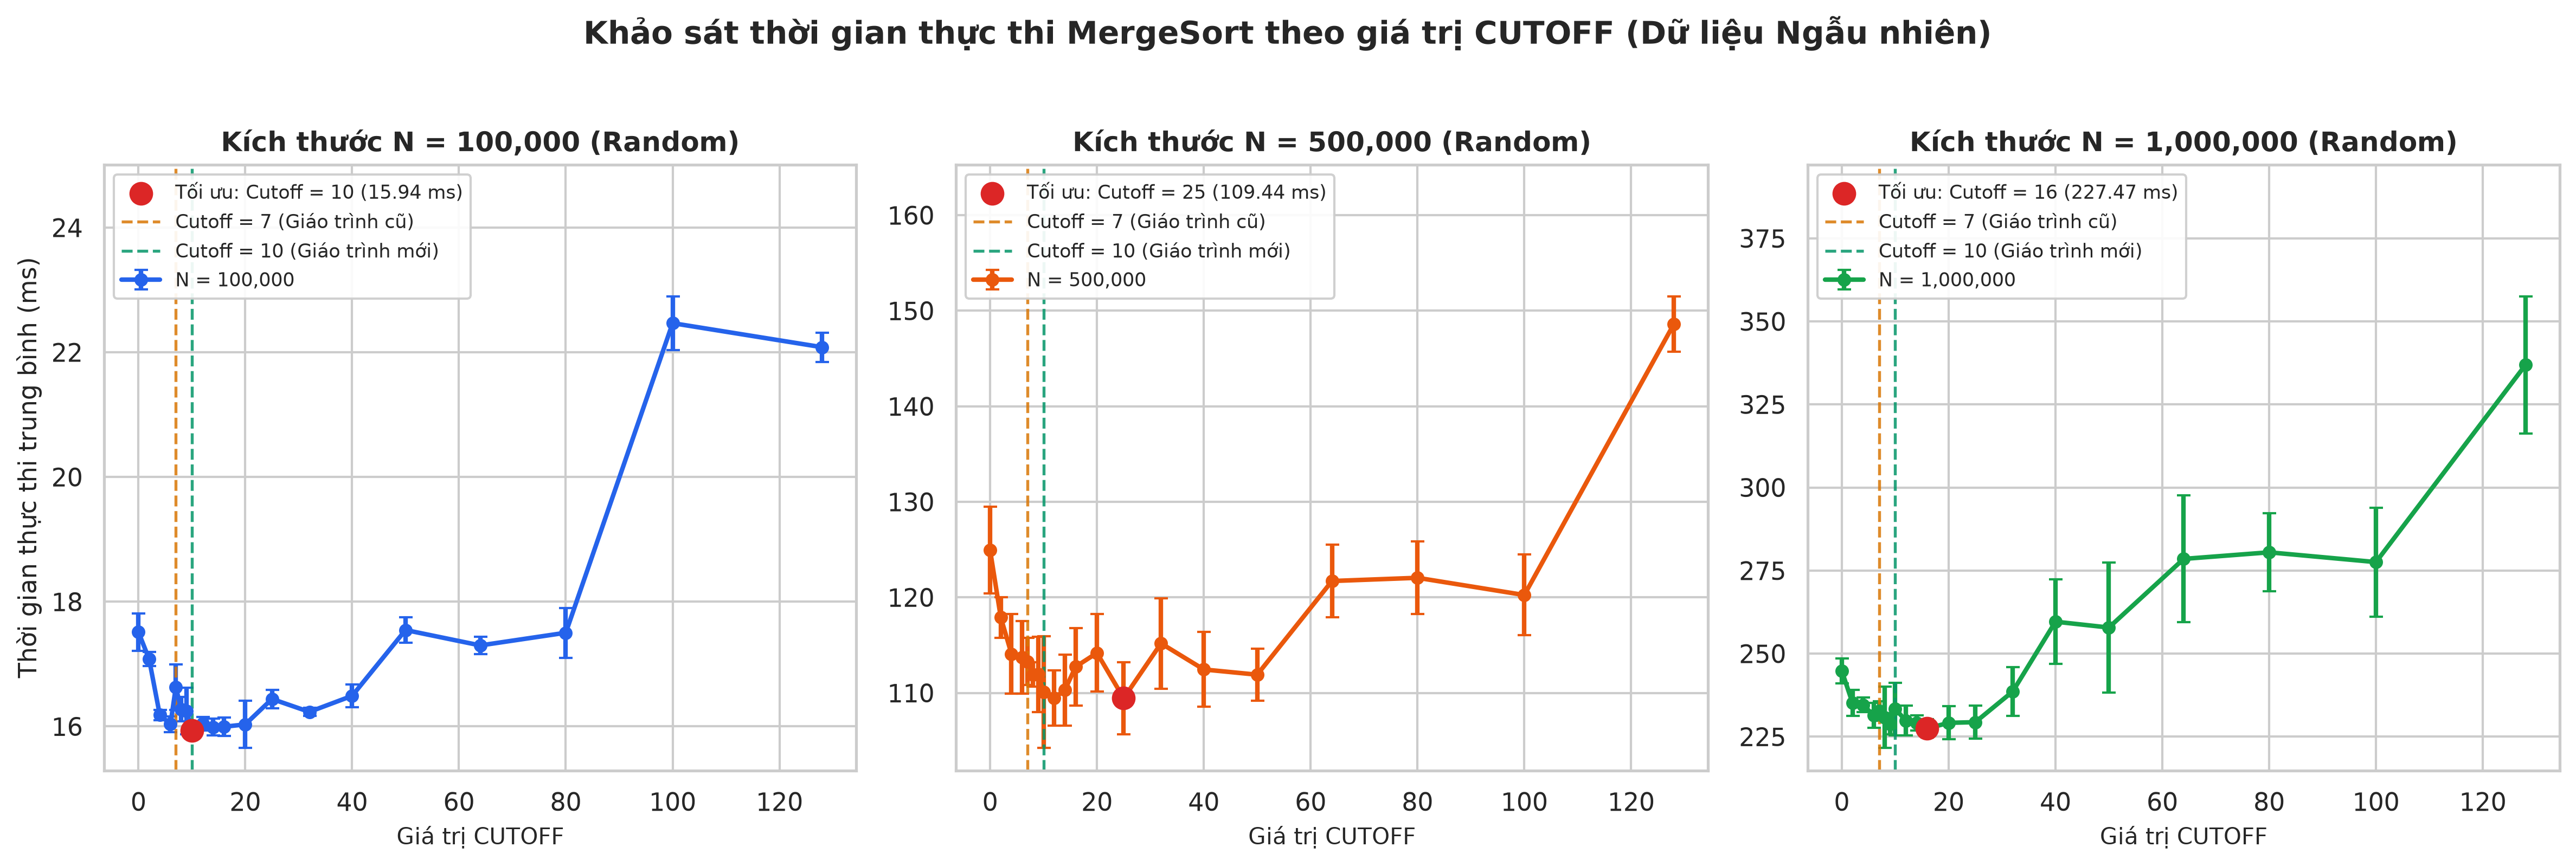 Khảo sát thời gian thực thi MergeSort theo giá trị CUTOFF (Dữ liệu Ngẫu nhiên)
Kích thước N = 100,000 (Random)
Tối ưu: Cutoff = 10 (15.94 ms)
Cutoff = 7 (Giáo trình cũ)
Cutoff = 10 (Giáo trình mới)
N = 100,000
Thời gian thực thi trung bình (ms)
24
22
20
18
16
0 20 40 60 80 100 120
Giá trị CUTOFF
Kích thước N = 500,000 (Random)
Tối ưu: Cutoff = 25 (109.44 ms)
Cutoff = 7 (Giáo trình cũ)
Cutoff = 10 (Giáo trình mới)
N = 500,000
160
150
140
130
120
110
0 20 40 60 80 100 120
Giá trị CUTOFF
Kích thước N = 1,000,000 (Random)
Tối ưu: Cutoff = 16 (227.47 ms)
Cutoff = 7 (Giáo trình cũ)
Cutoff = 10 (Giáo trình mới)
N = 1,000,000
375
350
325
300
275
250
225
0 20 40 60 80 100 120
Giá trị CUTOFF